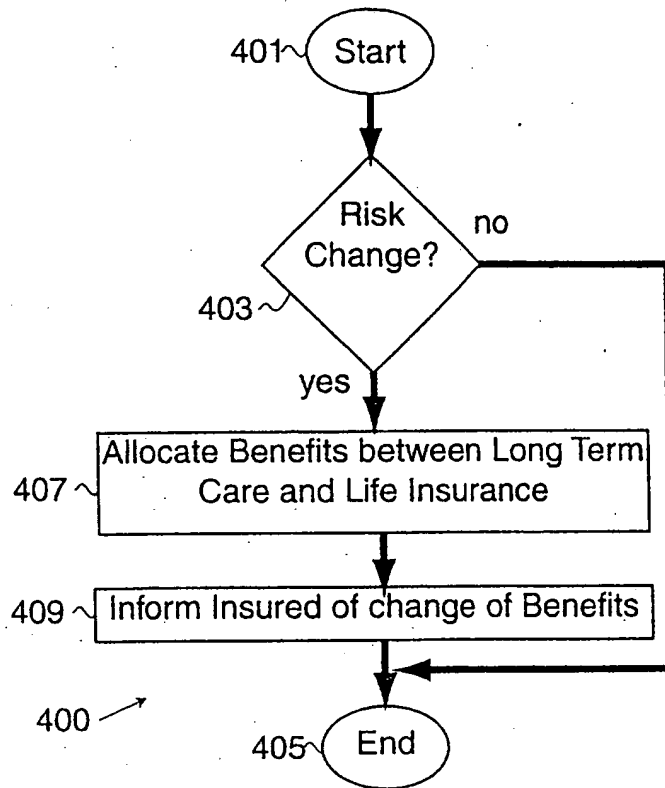 401
Start
Risk
Change?
no
403
yes
Allocate Benefits between Long Term
Care and Life Insurance
407
Inform Insured of change of Benefits
409
400
405
End